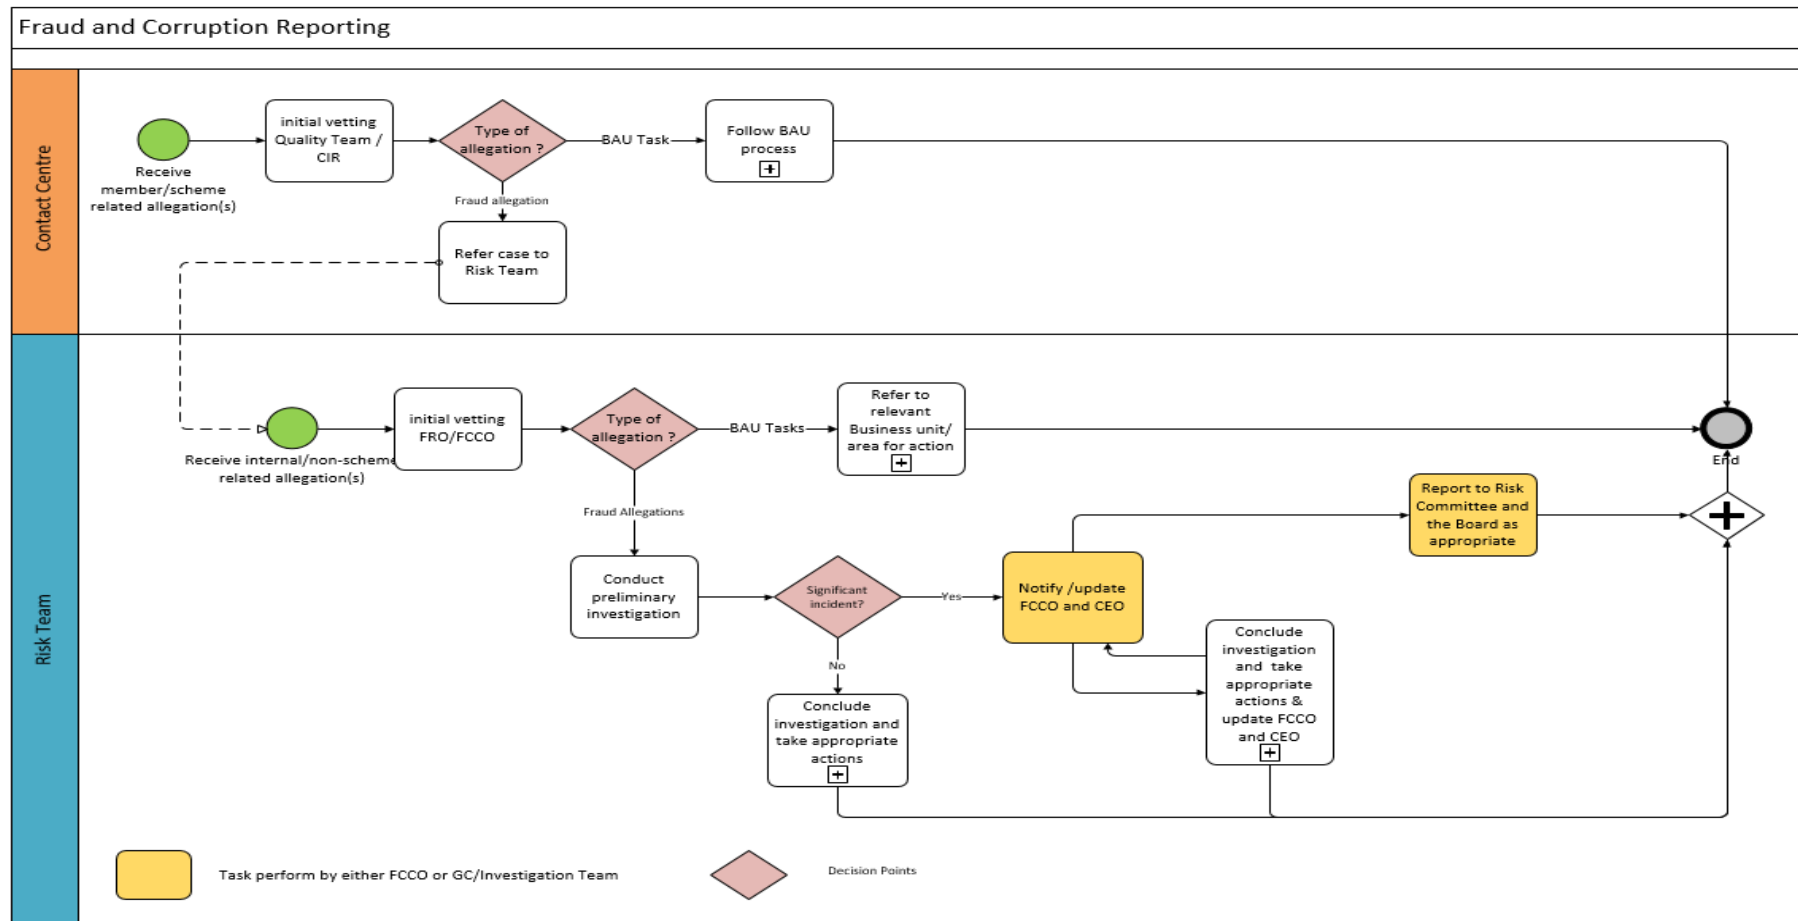 Fraud and Corruption Reporting
Contact Centre
Receive
member/scheme
related allegation(s)
initial vetting
Quality Team /
CIR
Type of
allegation ?
BAU Task
Follow BAU
process
Fraud allegation
Refer case to
Risk Team
Risk Team
Receive internal/non-scheme
related allegation(s)
initial vetting
FRO/FCCO
Type of
allegation ?
BAU Tasks
Refer to
relevant
Business unit/
area for action
End
Fraud Allegations
Conduct
preliminary
investigation
Significant
incident?
Yes
Notify /update
FCCO and CEO
Report to Risk
Committee and
the Board as
appropriate
No
Conclude
investigation and
take appropriate
actions
Conclude
investigation
and take
appropriate
actions &
update FCCO
and CEO
Task perform by either FCCO or GC/Investigation Team
Decision Points